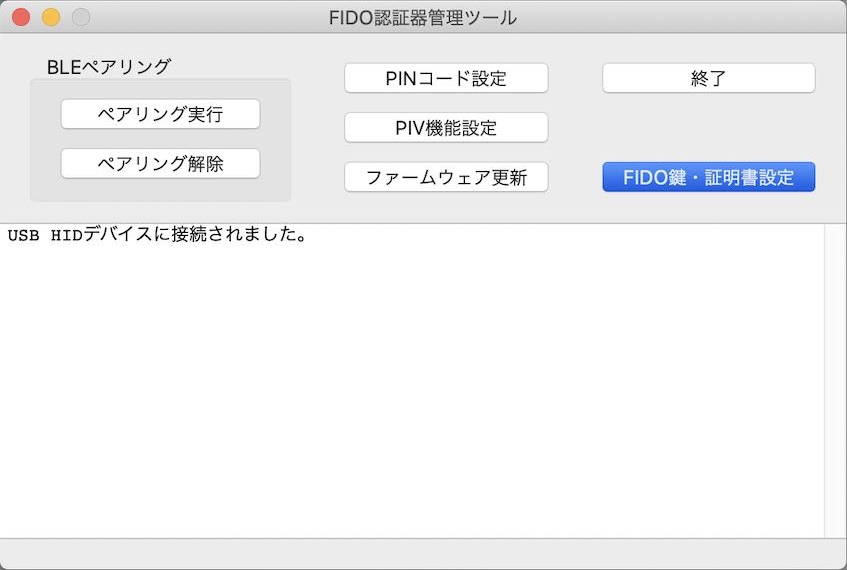 FIDO認証器管理ツール
BLEペアリング
ペアリング実行
ペアリング解除
PINコード設定
PIV機能設定
ファームウェア更新
終了
FIDO鍵・証明書設定
USB HIDデバイスに接続されました。